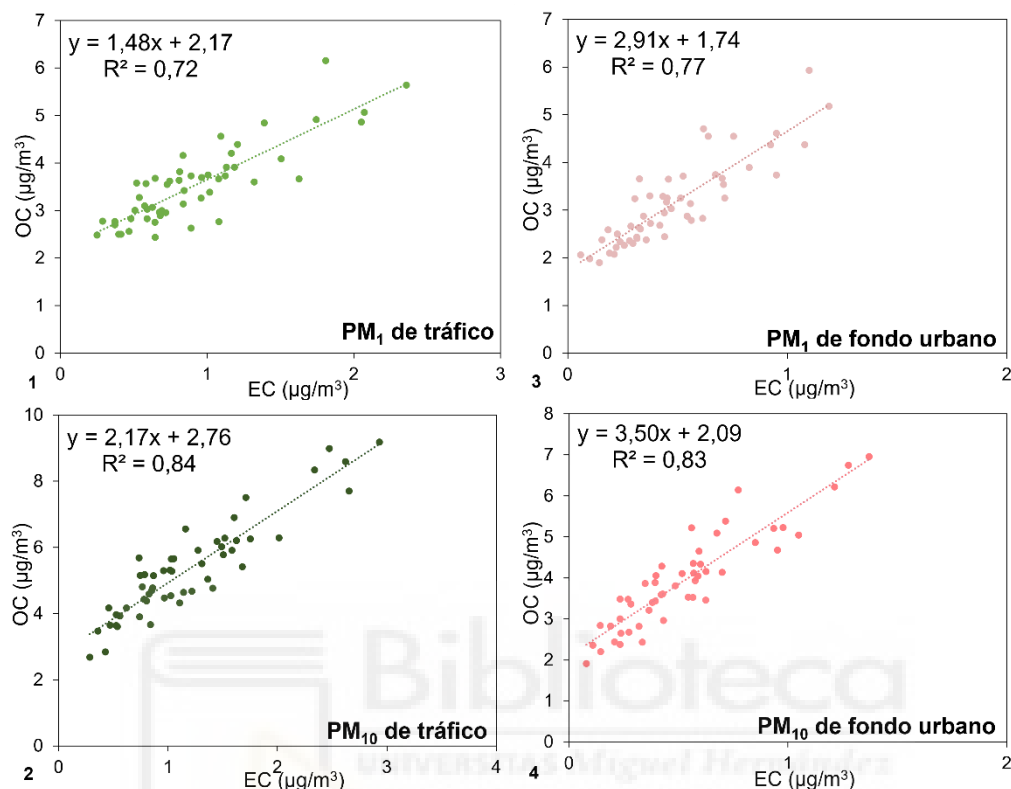 7
6
5
4
3
2
1
0
OC (µg/m³)
y = 1,48x + 2,17
R² = 0,72
PM₁ de tráfico
0
1
2
3
EC (µg/m³)
1
7
6
5
4
3
2
1
0
OC (µg/m³)
y = 2,91x + 1,74
R² = 0,77
PM₁ de fondo urbano
0
1
2
EC (µg/m³)
3
10
8
6
4
2
0
OC (µg/m³)
y = 2,17x + 2,76
R² = 0,84
PM₁₀ de tráfico
0
1
2
3
4
EC (µg/m³)
2
8
7
6
5
4
3
2
1
0
OC (µg/m³)
y = 3,50x + 2,09
R² = 0,83
PM₁₀ de fondo urbano
0
1
2
EC (µg/m³)
4
Biblioteca
UNIVERSITAS Miguel Hernández